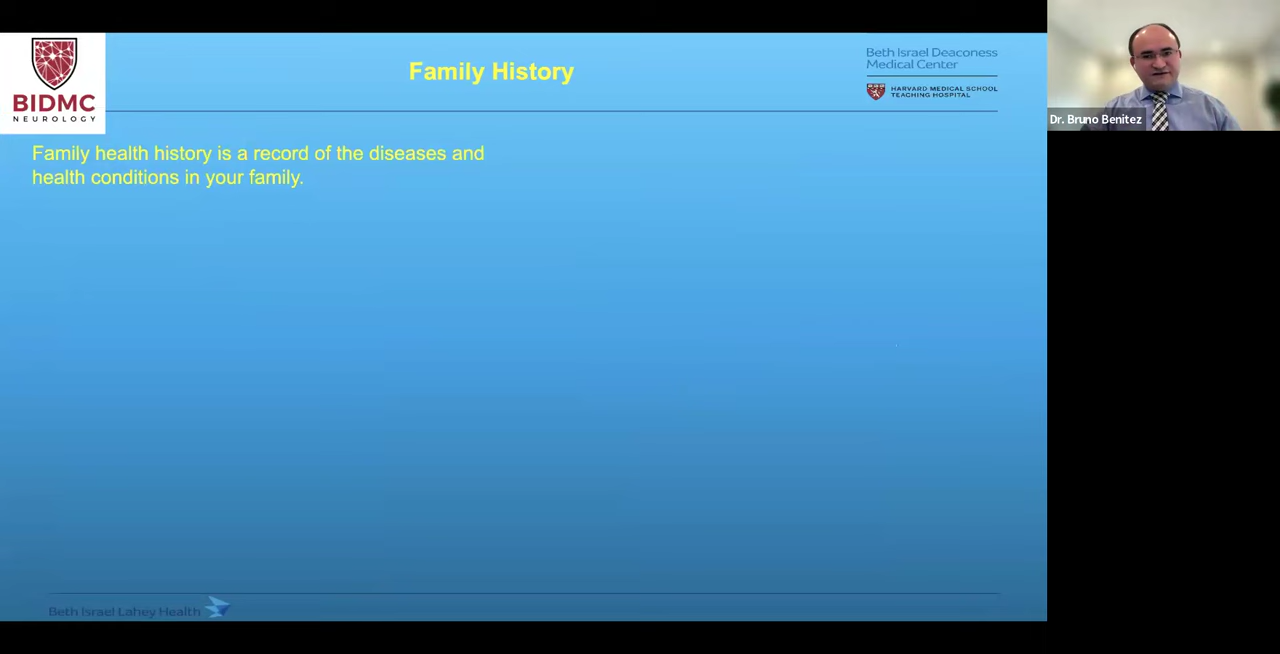 Family History
Beth Israel Deaconess
Medical Center
HARVARD MEDICAL SCHOOL
TEACHING HOSPITAL
BIDMC
NEUROLOGY
Dr. Bruno Benitez
Family health history is a record of the diseases and
health conditions in your family.
Beth Israel Lahey Health